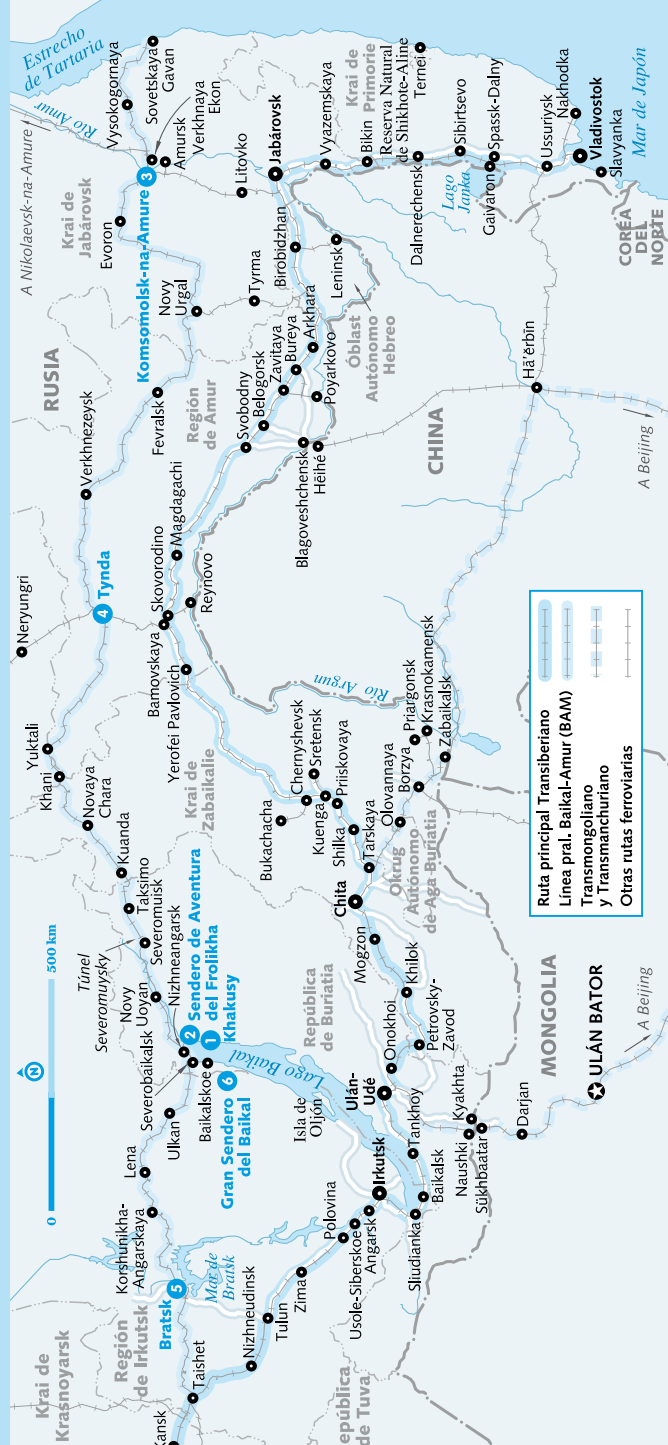 Estrecho
de Tartaria
Río Amur
A Nikolaevsk-na-Amure
Vysokogornaya
Sovetskaya
Gavan
Verkhnaya
Ekon
Amursk
3
Komsomolsk-na-Amure
Krai de
Jabárovsk
Evoron
Litovko
Jabárovsk
Vyazemskaya
Krai de
Primorie
Bikin
Reserva Natural
de Shikhote-Aline
Ternei
Dalnerechensk
Sibirtsevo
Spassk-Dalny
Lago
Janka
Gaivaron
Ussuriysk
Nakhodka
Vladivostok
Slavyanka
Mar de Japón
COREA
DEL
NORTE
RUSIA
Novy
Urgal
Tyrma
Birobidzhan
Leninsk
Óblast
Autónomo
Hebreo
Arkhara
Bureya
Zavitaya
Belogorsk
Svobodny
Poyarkovo
Región
de Amur
Fevralsk
Verkhnezeysk
Blagoveshchensk
Hēihé
CHINA
Hā'ěrbīn
A Beijing
Neryungri
4
Tynda
Magdagachi
Skovorodino
Reynovo
Bamovskaya
Yerofei Pavlovich
Río Argun
Krai de
Zabaikalie
Yuktali
Khani
Novaya
Chara
Kuanda
Taksimo
Severomuisk
Túnel
Severomuysky
Novy
Uoyan
Nizhneangarsk
Chernyshevsk
Sretensk
Bukachacha
Kuenga
Priiskovaya
Shilka
Tarskaya
Olovannaya
Borzya
Priargonsk
Krasnokamensk
Zabaikalsk
Okrug
Autónomo
de Aga Buriatia
Chita
Mogzon
Khilok
Petrovsky-
Zavod
Onokhoi
República
de Buriatia
Ulán-
Udé
2
Sendero de Aventura
del Frolikha
1
Khakusy
Severobaikalsk
Baikalskoe
6
Gran Sendero
del Baikal
Lago Baikal
Isla de
Oljón
Ulkan
Lena
Korshunikha-
Angarskaya
Mar de
Bratsk
5
Bratsk
Región
de Irkutsk
Krai de
Krasnoyarsk
Taishet
Kansk
Nizhneudinsk
Tulun
Zima
Polovina
Usole-Siberskoe
Angarsk
Irkutsk
Sliudianka
Baikalsk
Tankhoy
Naushki
Kyakhta
Sükhbaatar
Darjan
MONGOLIA
ULÁN BATOR
A Beijing
epública
de Tuva
N
0
500 km
Ruta principal Transiberiano
Línea pral. Baikal-Amur (BAM)
Transmongoliano
y Transmanchuriano
Otras rutas ferroviarias